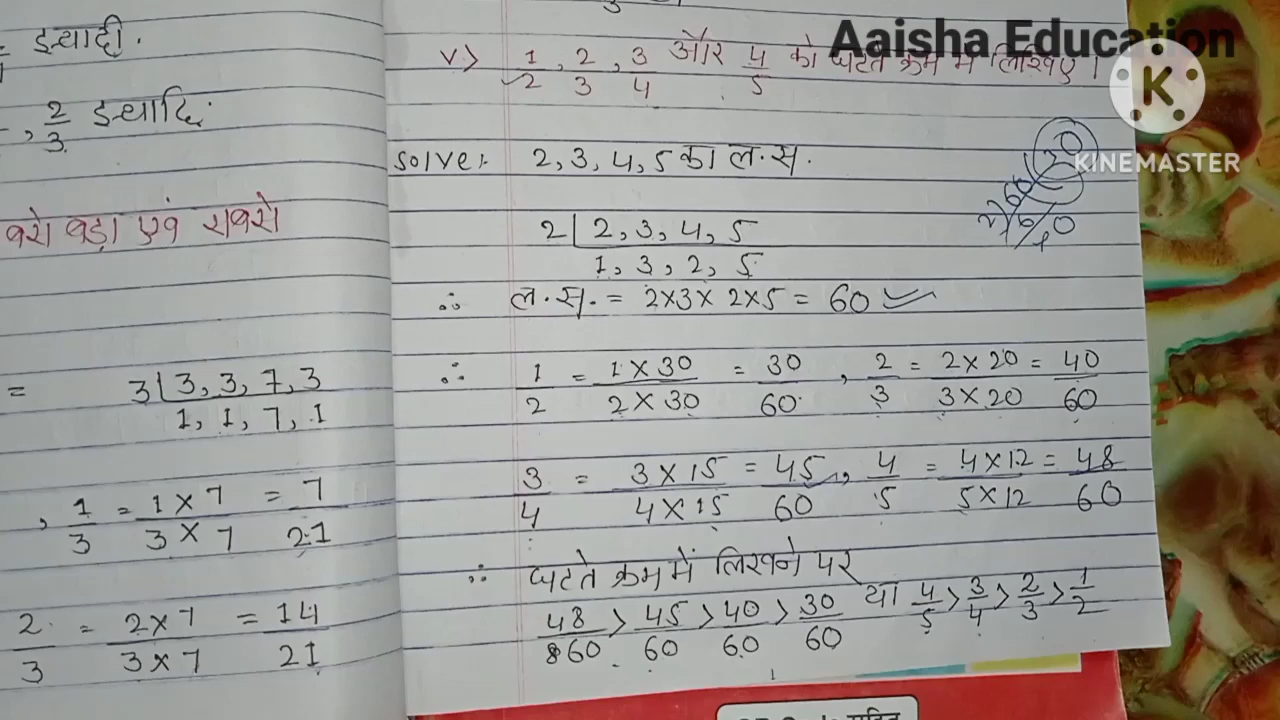 इत्यादी.
, 2/3 इत्यादि.
बसे बड़ा एवं सबसे
= 3 | 3, 3, 7, 3
1, 1, 7, 1
, 1/3 = 1 × 7 / 3 × 7 = 7/21
2/3 = 2 × 7 / 3 × 7 = 14/21
Aaisha Education
v> 1/2, 2/3, 3/4 और 4/5 को घटते क्रम में लिखिए।
K
KINEMASTER
solve:- 2, 3, 4, 5 का ल.स.
2 | 2, 3, 4, 5
1, 3, 2, 5
∴ ल.स. = 2×3×2×5 = 60
∴ 1/2 = 1 × 30 / 2 × 30 = 30/60, 2/3 = 2 × 20 / 3 × 20 = 40/60
3/4 = 3 × 15 / 4 × 15 = 45/60, 4/5 = 4 × 12 / 5 × 12 = 48/60
∴ घटते क्रम में लिखने पर
48/60 > 45/60 > 40/60 > 30/60 या 4/5 > 3/4 > 2/3 > 1/2